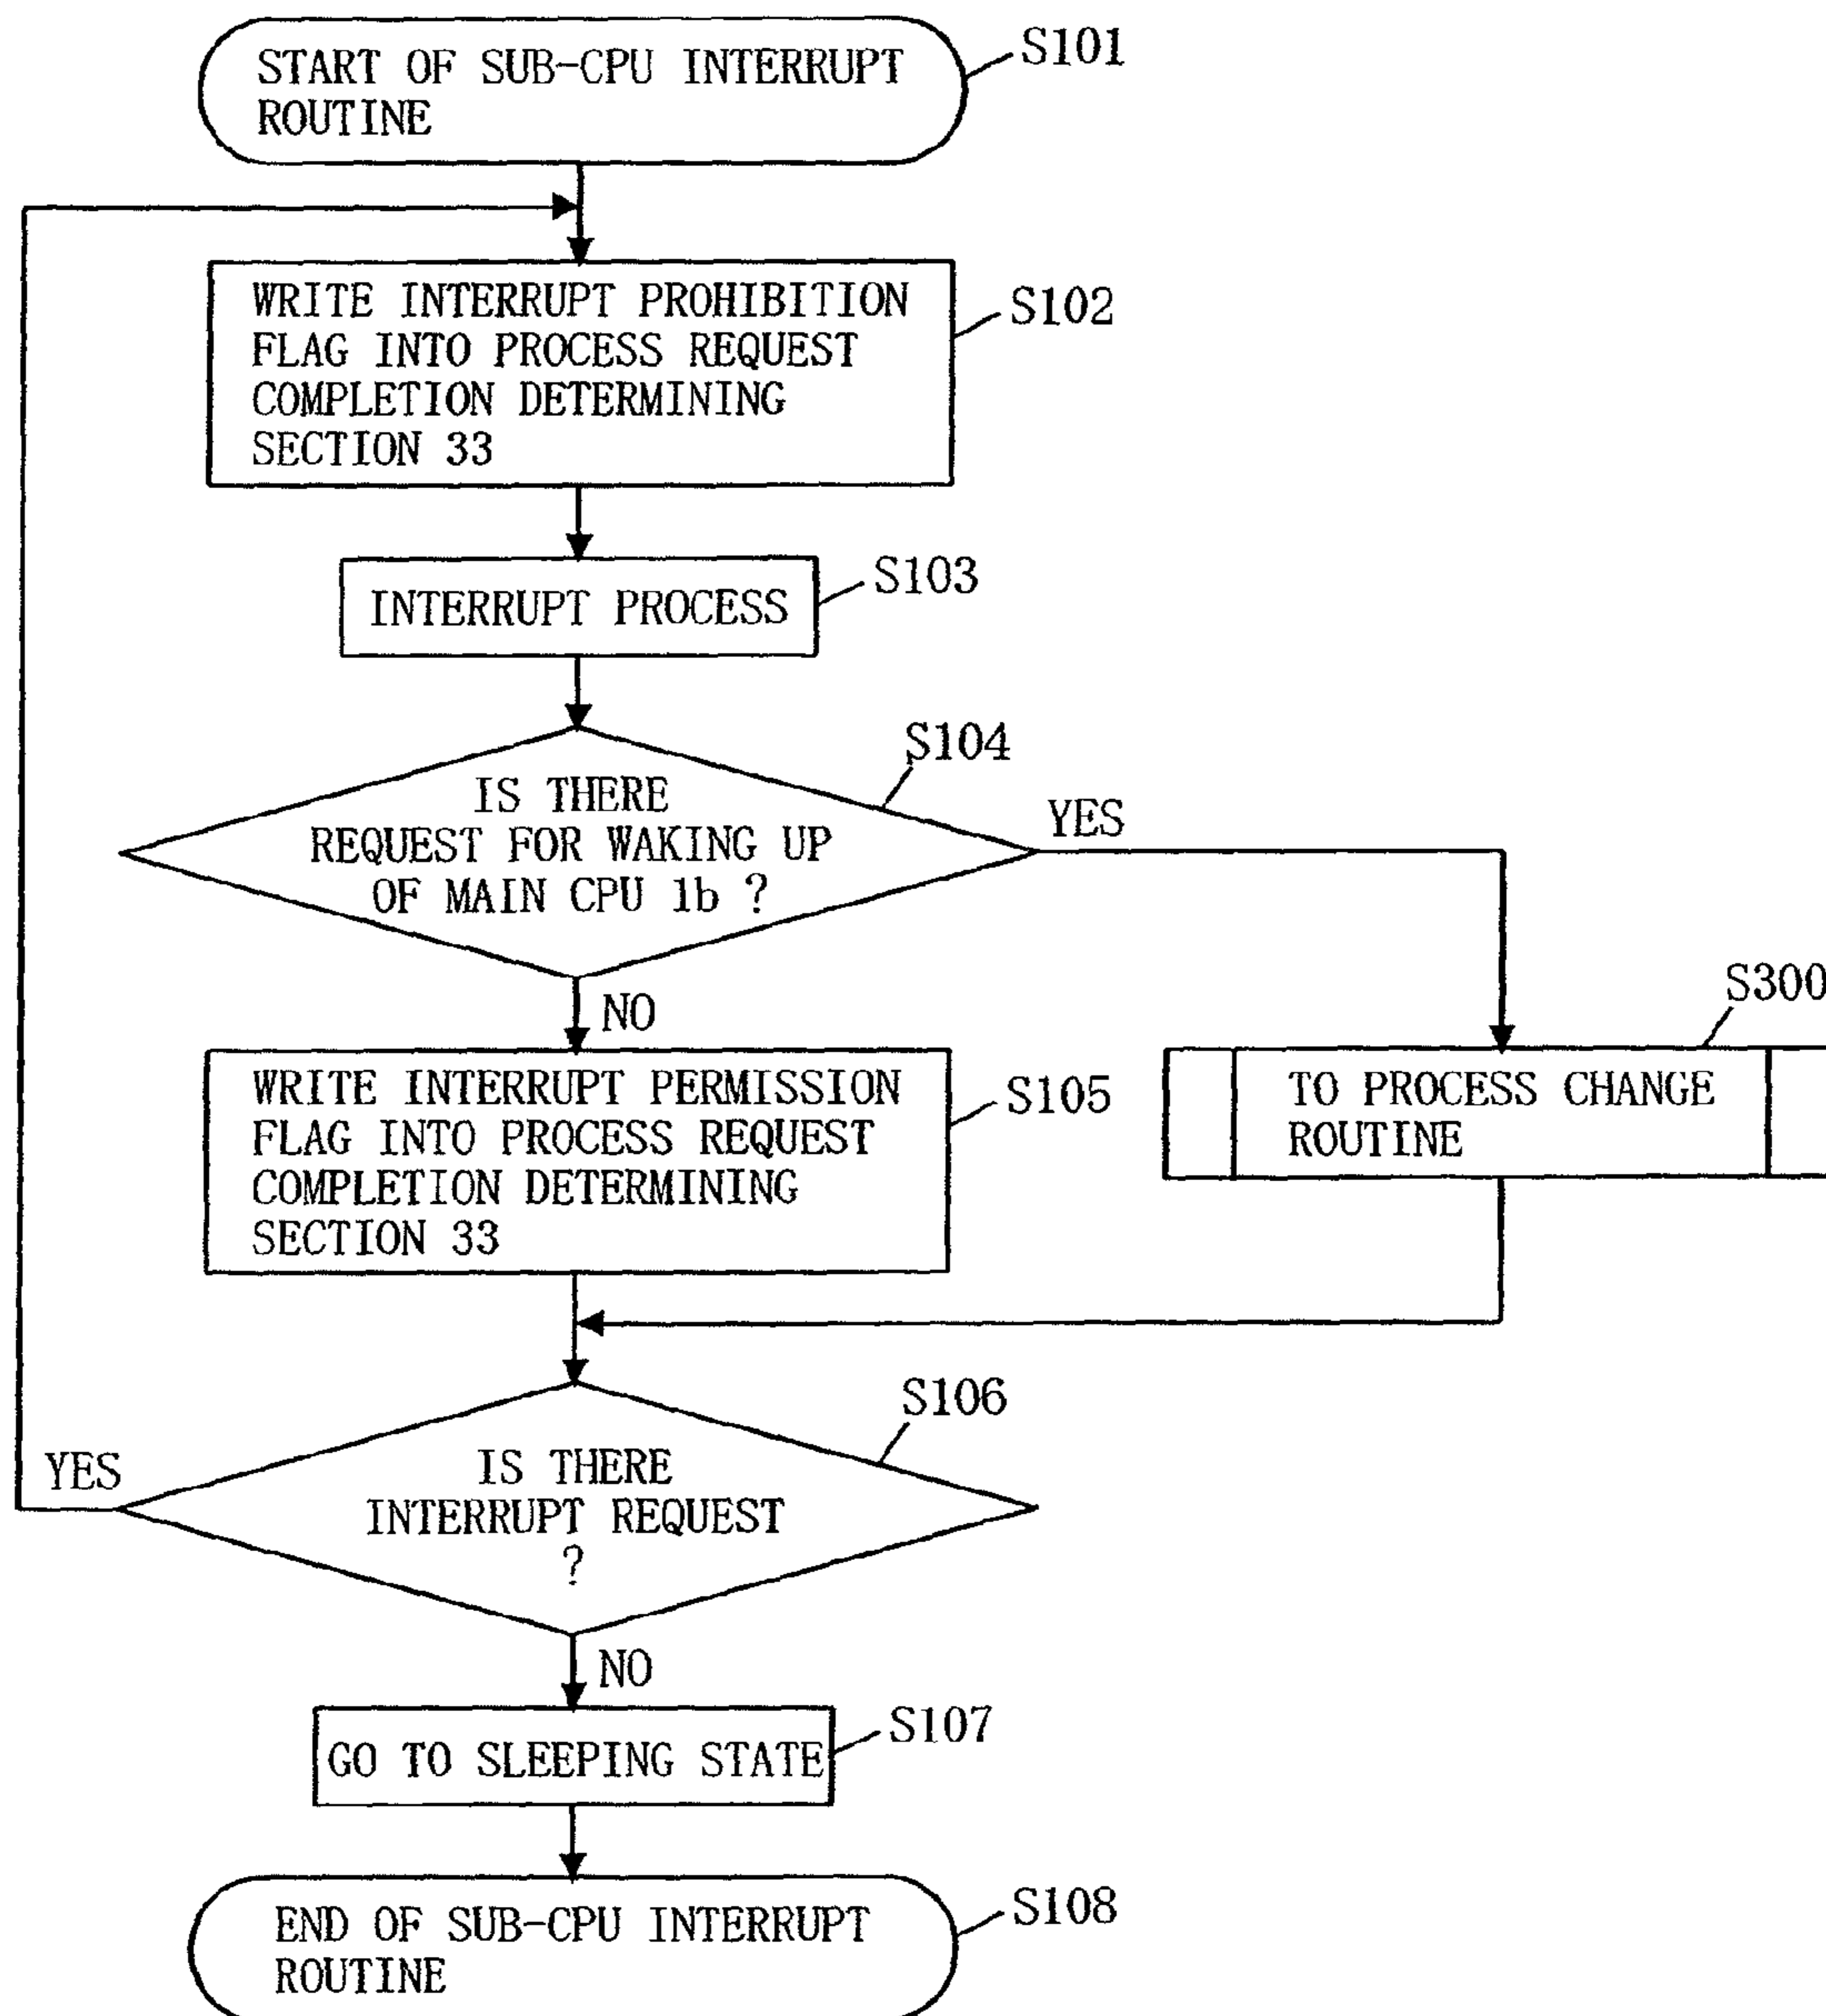 START OF SUB-CPU INTERRUPT
ROUTINE
S101
WRITE INTERRUPT PROHIBITION
FLAG INTO PROCESS REQUEST
COMPLETION DETERMINING
SECTION 33
S102
INTERRUPT PROCESS
S103
S104
IS THERE
REQUEST FOR WAKING UP
OF MAIN CPU 1b ?
YES
NO
S300
WRITE INTERRUPT PERMISSION
FLAG INTO PROCESS REQUEST
COMPLETION DETERMINING
SECTION 33
S105
TO PROCESS CHANGE
ROUTINE
S106
IS THERE
INTERRUPT REQUEST
?
YES
NO
GO TO SLEEPING STATE
S107
END OF SUB-CPU INTERRUPT
ROUTINE
S108